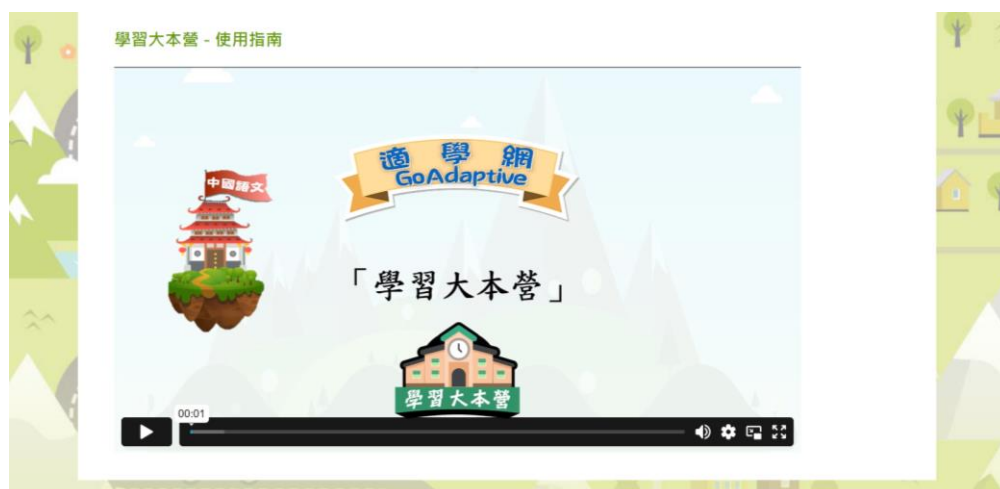 學習大本營 - 使用指南
適學網
GoAdaptive
中國語文
「學習大本營」
學習大本營
00:01